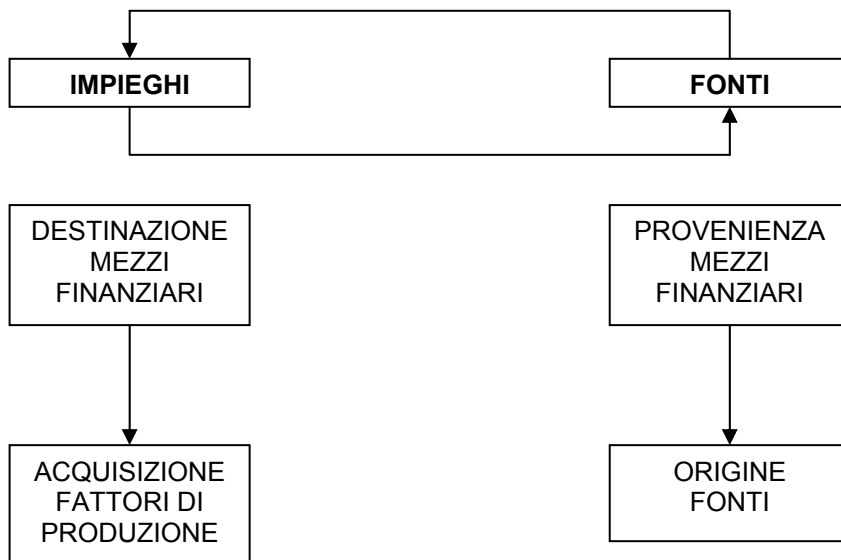 IMPIEGHI
FONTI
DESTINAZIONE
MEZZI
FINANZIARI
PROVENIENZA
MEZZI
FINANZIARI
ACQUISIZIONE
FATTORI DI
PRODUZIONE
ORIGINE
FONTI